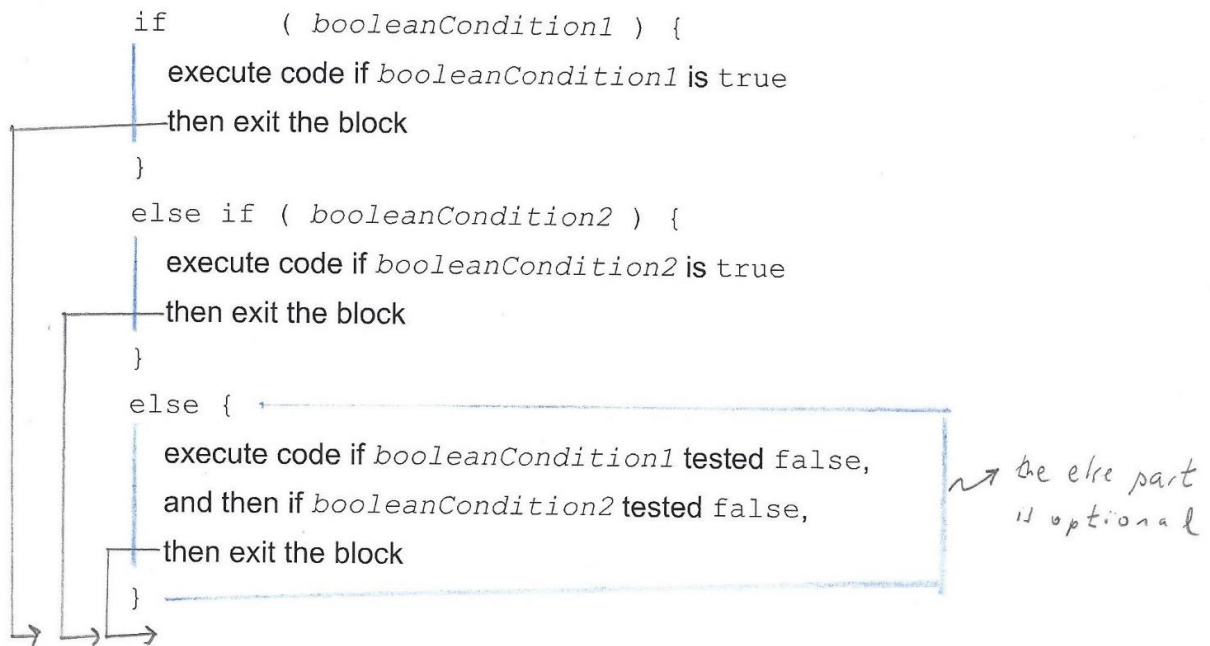 if ( booleanCondition1 ) {
execute code if booleanCondition1 is true
then exit the block
}
else if ( booleanCondition2 ) {
execute code if booleanCondition2 is true
then exit the block
}
else {
execute code if booleanCondition1 tested false,
and then if booleanCondition2 tested false,
then exit the block
}
the else part
is optional